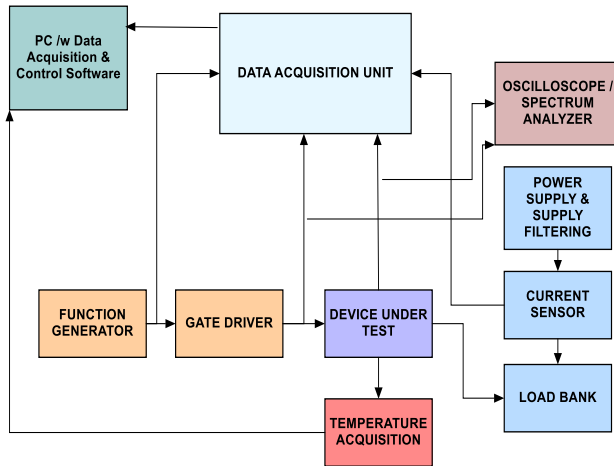 PC /w Data
Acquisition &
Control Software
DATA ACQUISITION UNIT
OSCILLOSCOPE /
SPECTRUM
ANALYZER
POWER
SUPPLY &
SUPPLY
FILTERING
FUNCTION
GENERATOR
GATE DRIVER
DEVICE UNDER
TEST
CURRENT
SENSOR
LOAD BANK
TEMPERATURE
ACQUISITION